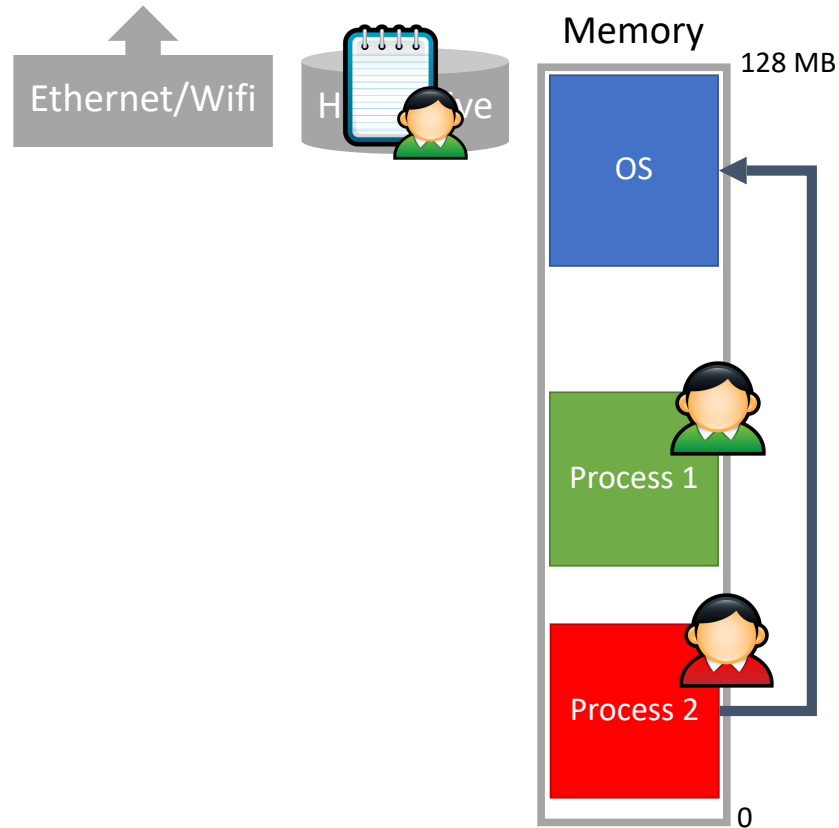 Memory
128 MB
Ethernet/Wifi
OS
Process 1
Process 2
0